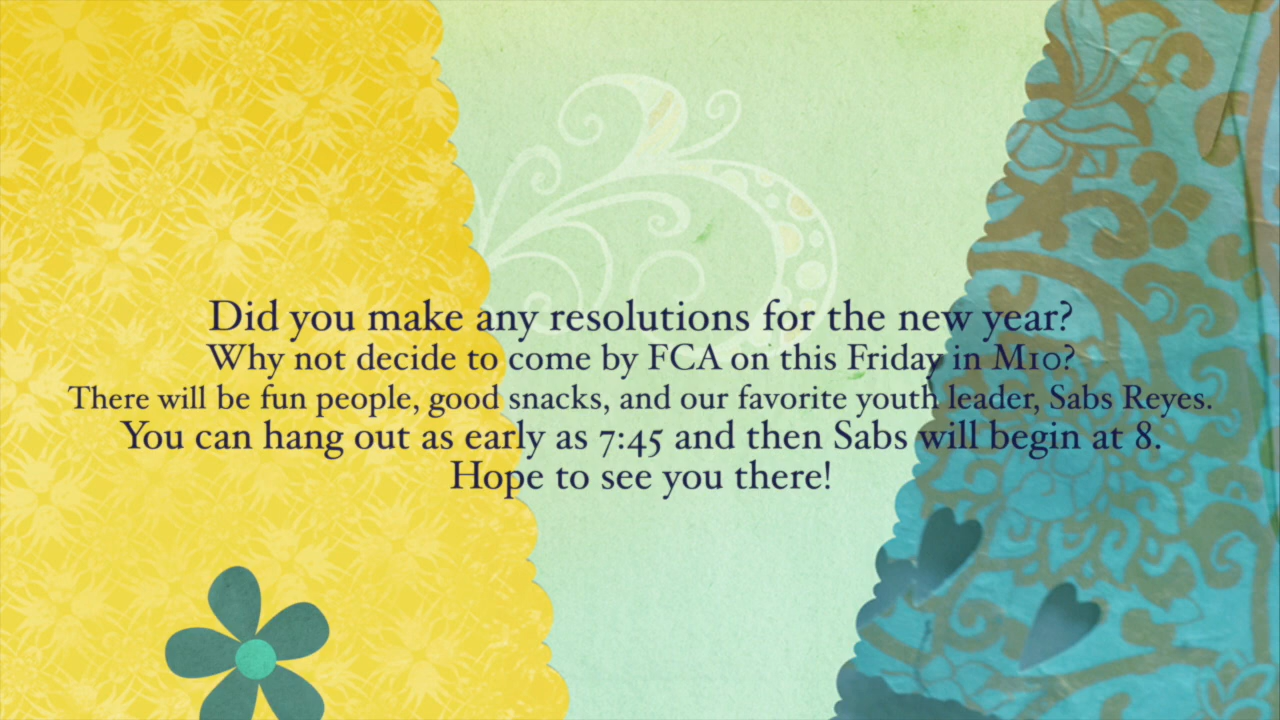 Did you make any resolutions for the new year?
Why not decide to come by FCA on this Friday in M10?
There will be fun people, good snacks, and our favorite youth leader, Sabs Reyes.
You can hang out as early as 7:45 and then Sabs will begin at 8.
Hope to see you there!